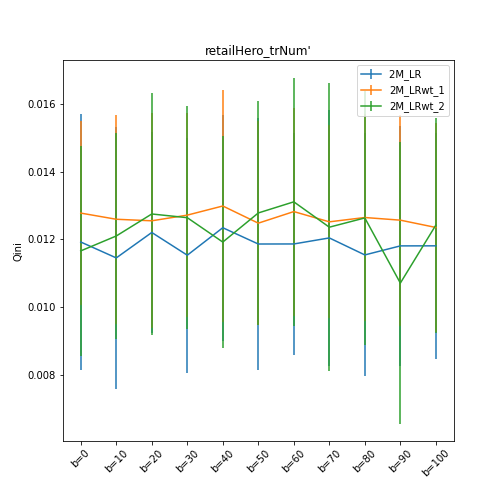 retailHero_trNum'
2M_LR
2M_LRwt_1
2M_LRwt_2
0.016
0.014
0.012
0.010
0.008
Qini
b=0
b=10
b=20
b=30
b=40
b=50
b=60
b=70
b=80
b=90
b=100